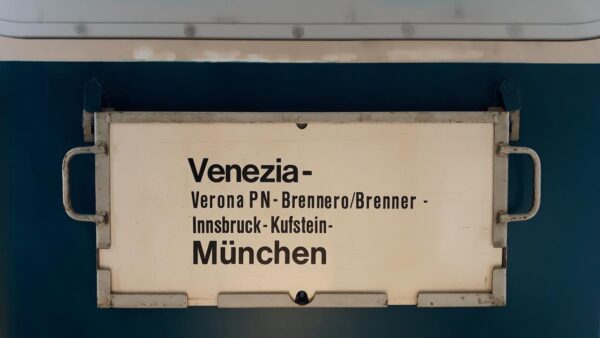 Venezia-
Verona PN-Brennero/Brenner -
Innsbruck-Kufstein-
München